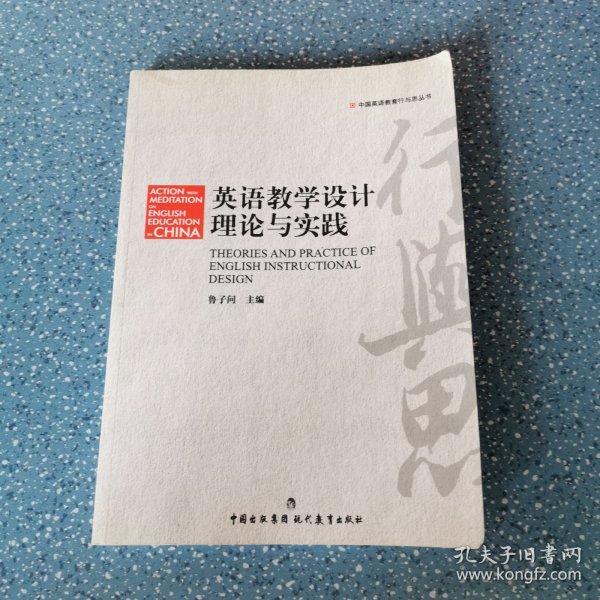 中国英语教育行与思丛书
行与思
ACTION WITH
MEDITATION
ON
ENGLISH
EDUCATION
IN CHINA
英语教学设计
理论与实践
THEORIES AND PRACTICE OF
ENGLISH INSTRUCTIONAL
DESIGN
鲁子问 主编
中国出版集团 现代教育出版社
孔夫子旧书网
www.kongfz.com